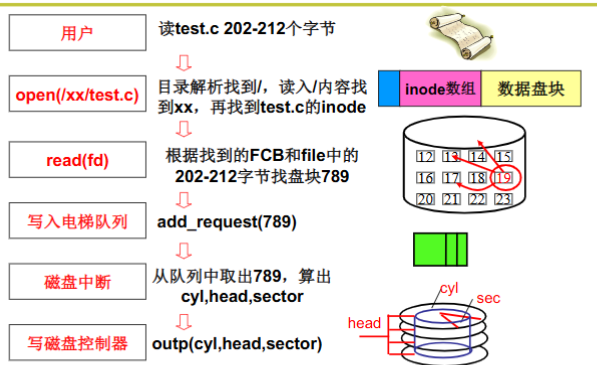 用户
读test.c 202-212个字节
open(/xx/test.c)
目录解析找到/，读入/内容找
到xx，再找到test.c的inode
inode数组
数据盘块
read(fd)
根据找到的FCB和file中的
202-212字节找盘块789
12 13 14 15
16 17 18 19
20 21 22 23
写入电梯队列
add_request(789)
磁盘中断
从队列中取出789，算出
cyl,head,sector
cyl
sec
head
写磁盘控制器
outp(cyl,head,sector)